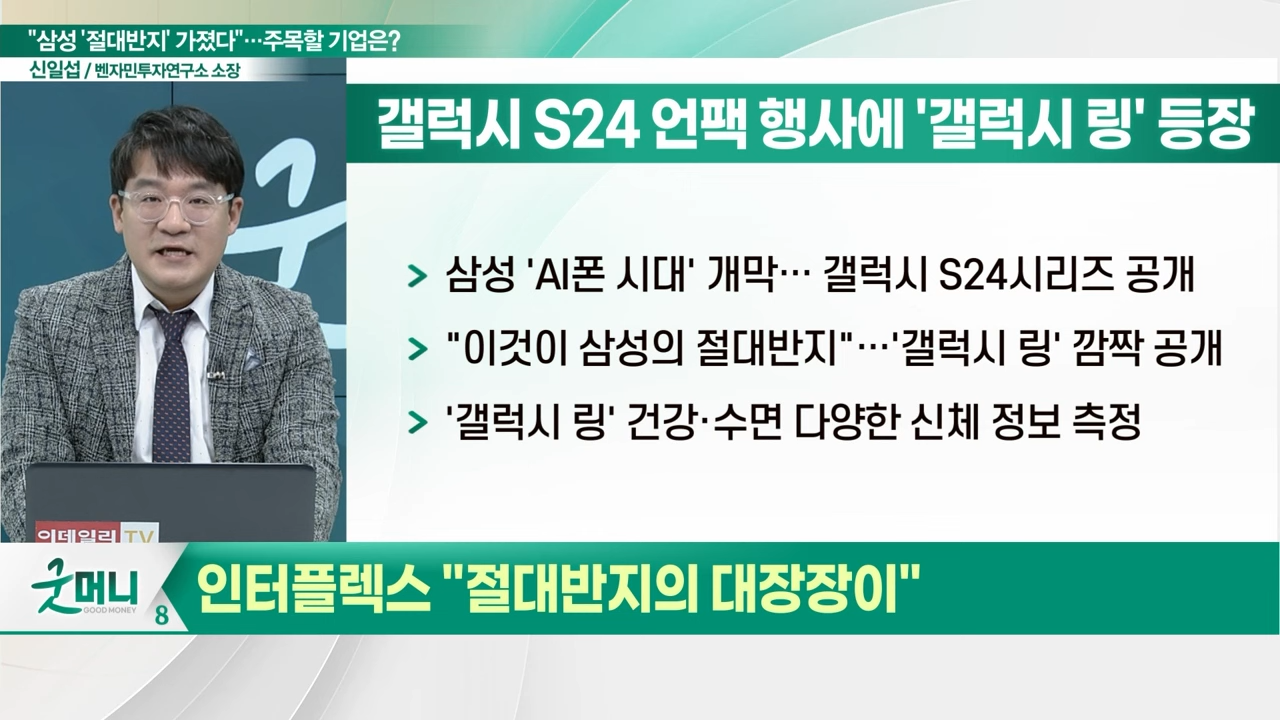 "삼성 '절대반지' 가졌다"…주목할 기업은?
신일섭 / 벤자민투자연구소 소장
갤럭시 S24 언팩 행사에 '갤럭시 링' 등장
> 삼성 'AI폰 시대' 개막… 갤럭시 S24시리즈 공개
> "이것이 삼성의 절대반지"…'갤럭시 링' 깜짝 공개
> '갤럭시 링' 건강·수면 다양한 신체 정보 측정
이데일리 TV
굿머니
GOOD MONEY
8
인터플렉스 "절대반지의 대장장이"